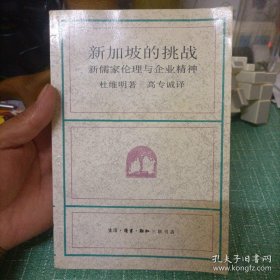 新加坡的挑战
新儒家伦理与企业精神
杜维明著 高专诚译
生活·读书·新知三联书店
孔夫子旧书网